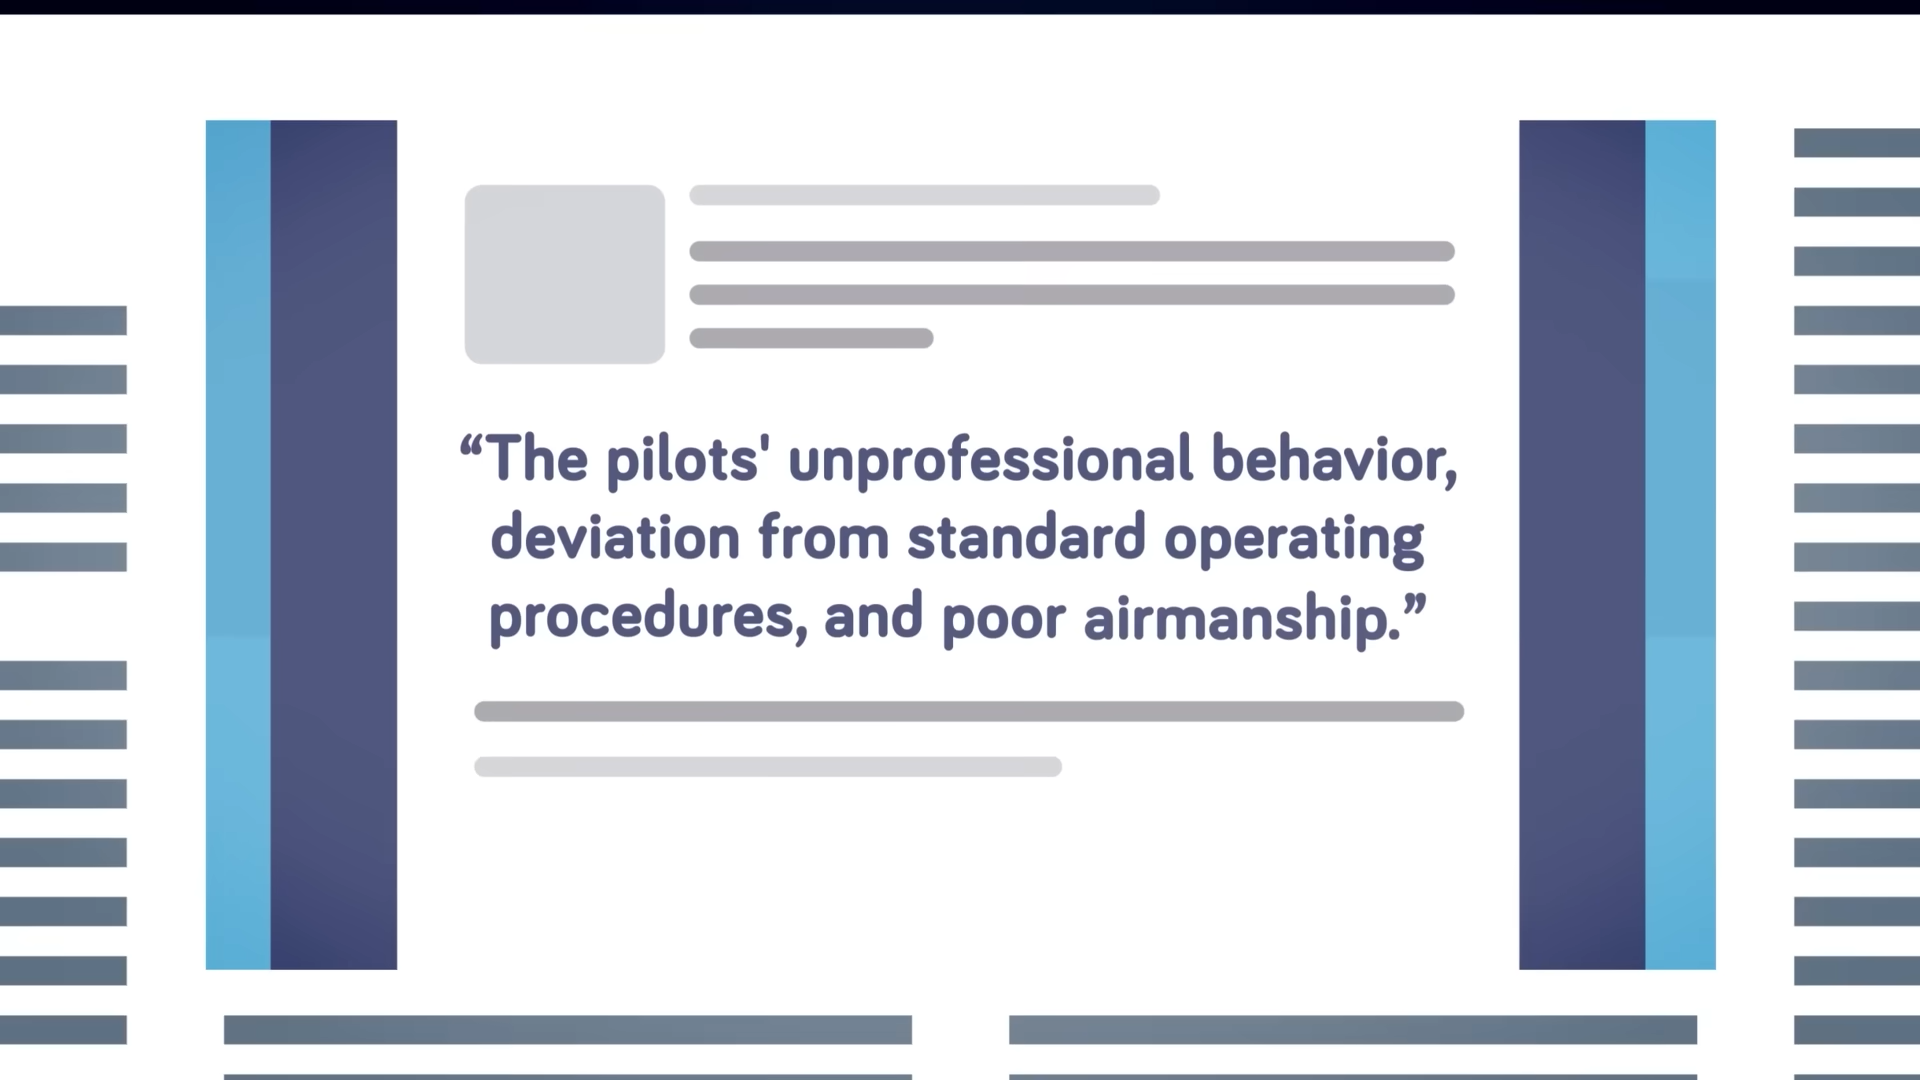 “The pilots' unprofessional behavior,
deviation from standard operating
procedures, and poor airmanship.”